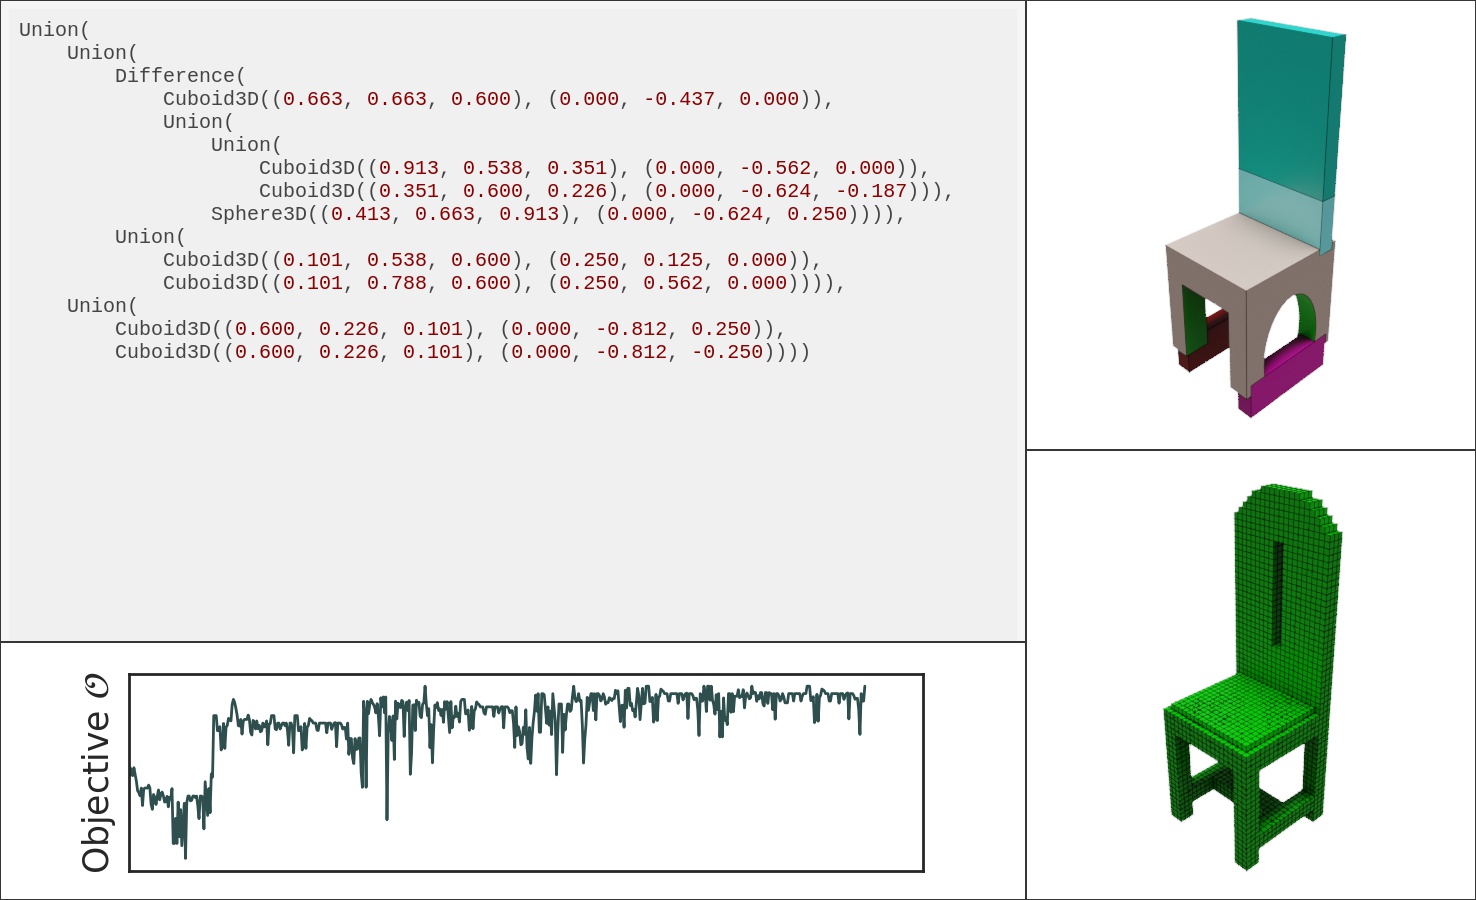 Union(
    Union(
        Difference(
            Cuboid3D((0.663, 0.663, 0.600), (0.000, -0.437, 0.000)),
            Union(
                Union(
                    Cuboid3D((0.913, 0.538, 0.351), (0.000, -0.562, 0.000)),
                    Cuboid3D((0.351, 0.600, 0.226), (0.000, -0.624, -0.187))),
                Sphere3D((0.413, 0.663, 0.913), (0.000, -0.624, 0.250)))),
        Union(
            Cuboid3D((0.101, 0.538, 0.600), (0.250, 0.125, 0.000)),
            Cuboid3D((0.101, 0.788, 0.600), (0.250, 0.562, 0.000)))),
    Union(
        Cuboid3D((0.600, 0.226, 0.101), (0.000, -0.812, 0.250)),
        Cuboid3D((0.600, 0.226, 0.101), (0.000, -0.812, -0.250))))
Objective 𝒪